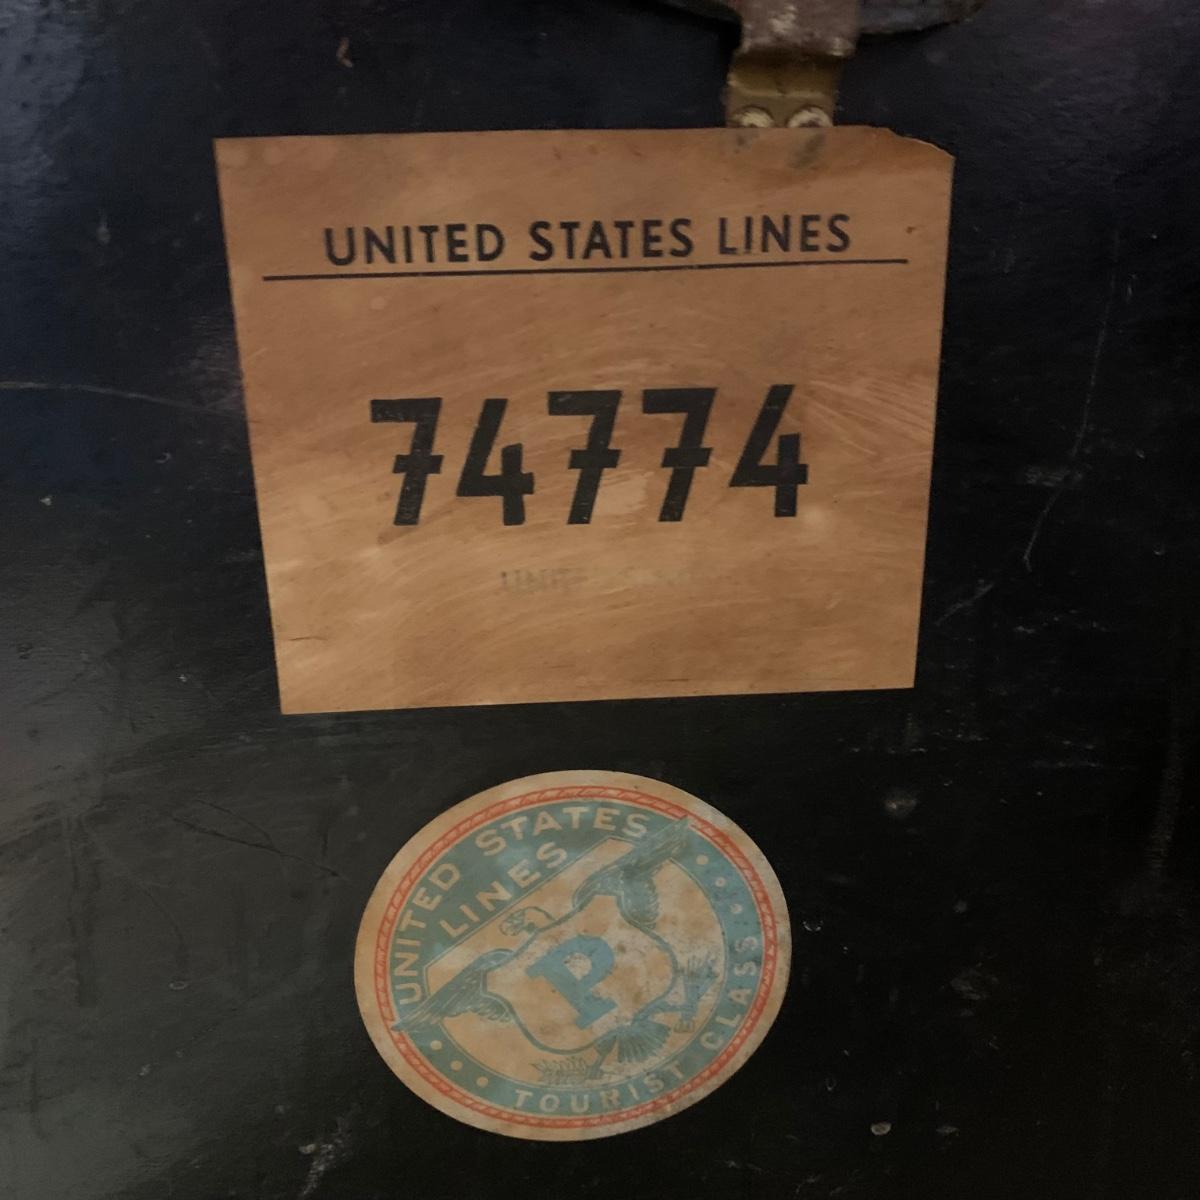 UNITED STATES LINES
74774
UNITED STATES
LINES
P
TOURIST CLASS